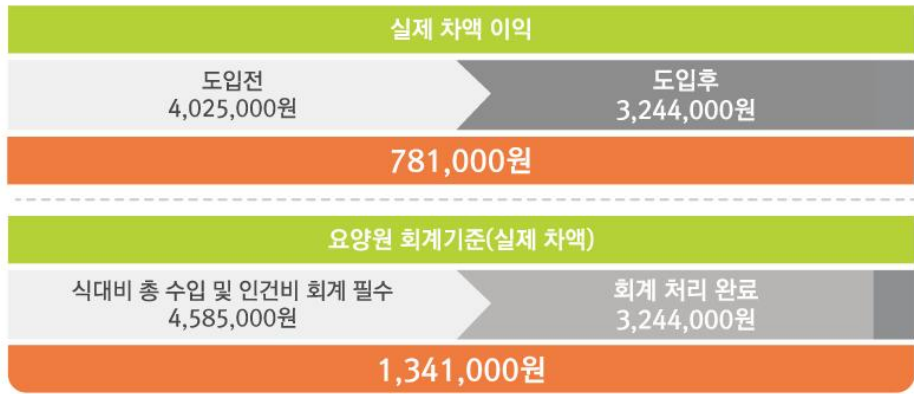 실제 차액 이익
도입전
4,025,000원
도입후
3,244,000원
781,000원
요양원 회계기준(실제 차액)
식대비 총 수입 및 인건비 회계 필수
4,585,000원
회계 처리 완료
3,244,000원
1,341,000원